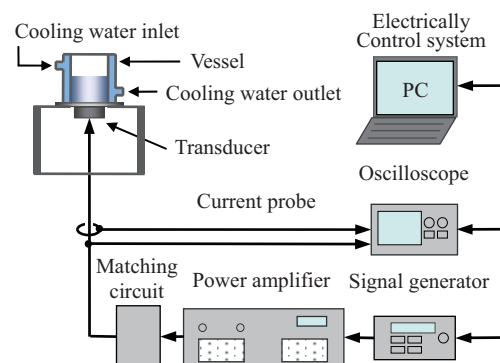 Cooling water inlet
Vessel
Cooling water outlet
Transducer
Electrically
Control system
PC
Oscilloscope
Current probe
Matching
circuit
Power amplifier
Signal generator